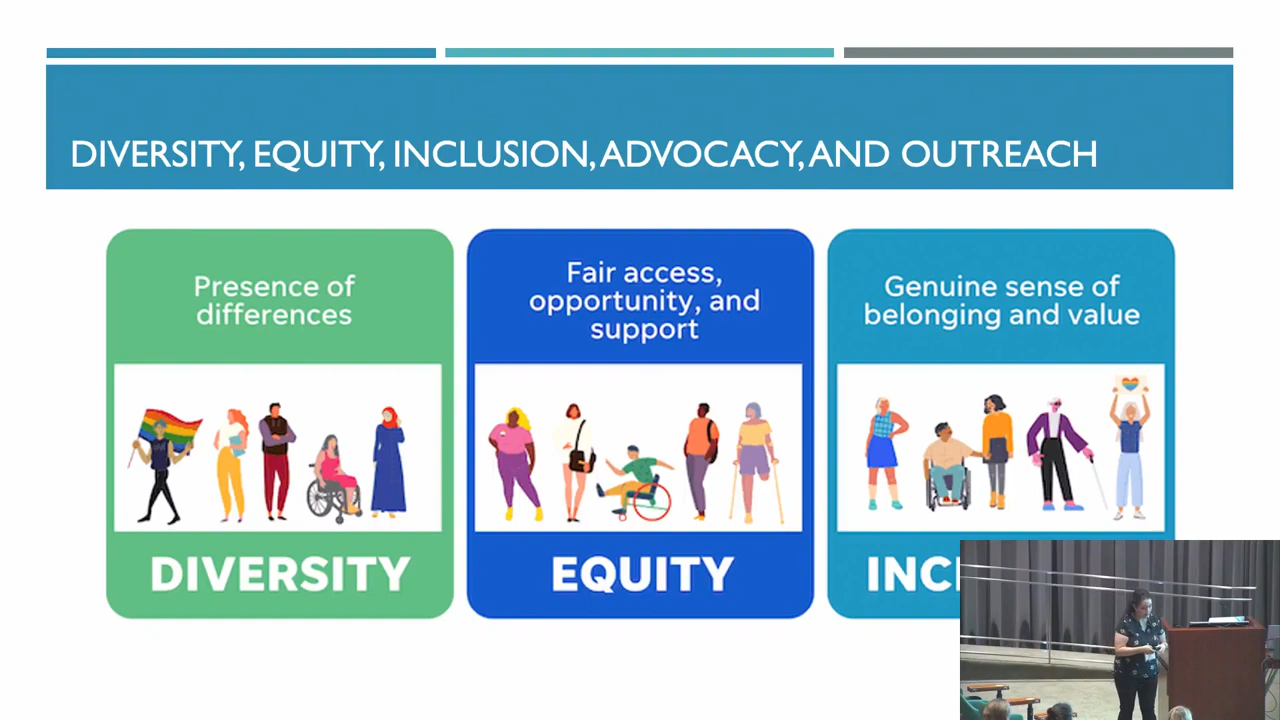 DIVERSITY, EQUITY, INCLUSION, ADVOCACY, AND OUTREACH
Presence of
differences
DIVERSITY
Fair access,
opportunity, and
support
EQUITY
Genuine sense of
belonging and value
INCL